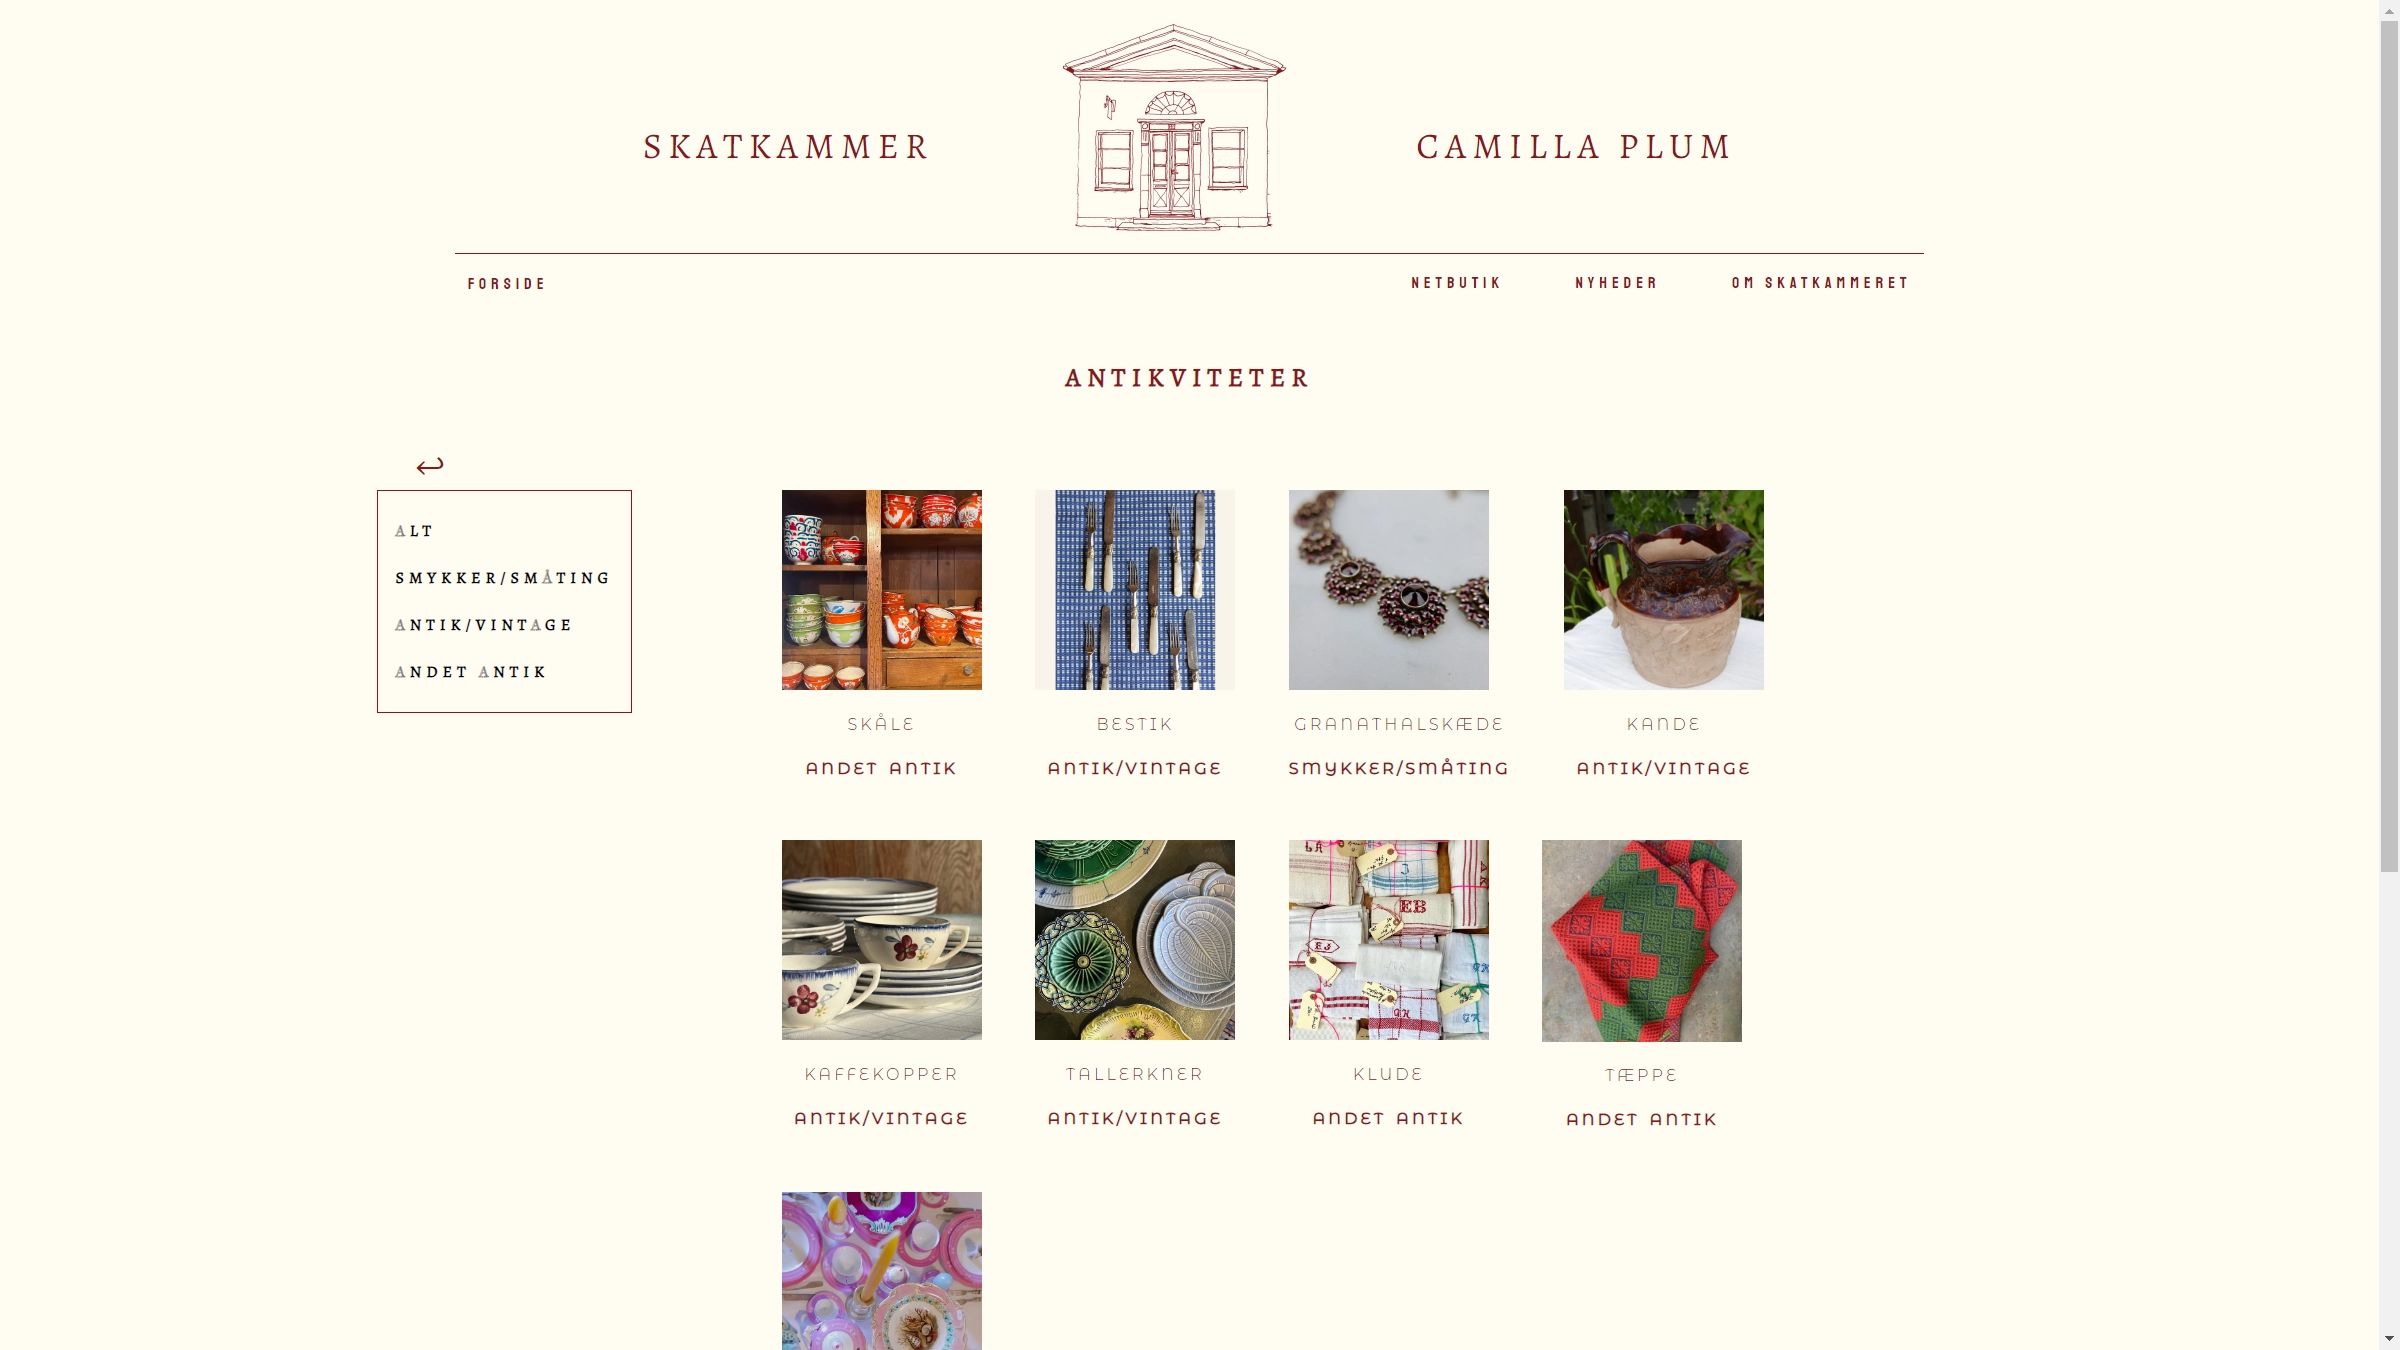 SKATKAMMER
CAMILLA PLUM
FORSIDE
NETBUTIK
NYHEDER
OM SKATKAMMERET
ANTIKVITETER
ALT
SMYKKER/SMÅTING
ANTIK/VINTAGE
ANDET ANTIK
SKÅLE
ANDET ANTIK
BESTIK
ANTIK/VINTAGE
GRANATHALSKÆDE
SMYKKER/SMÅTING
KANDE
ANTIK/VINTAGE
KAFFEKOPPER
ANTIK/VINTAGE
TALLERKNER
ANTIK/VINTAGE
LA
EB
KLUDE
ANDET ANTIK
TÆPPE
ANDET ANTIK